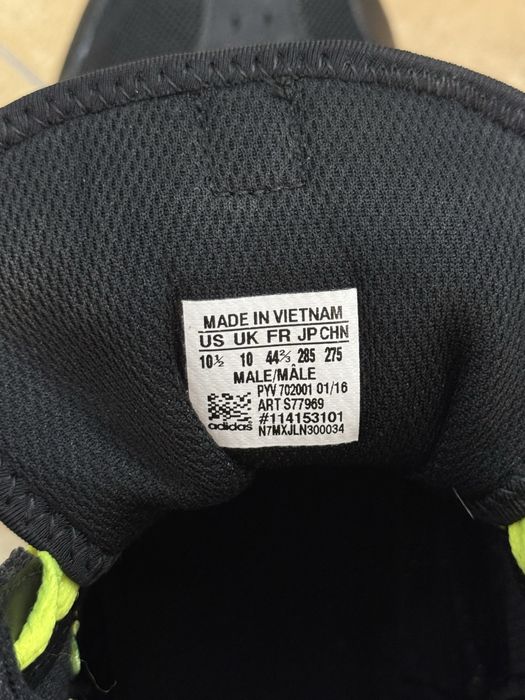 MADE IN VIETNAM
US UK FR JP CHN
10½ 10 44⅔ 285 275
MALE/MÂLE
PYV 702001 01/16
ART S77969
#114153101
adidas
N7MXJLN300034